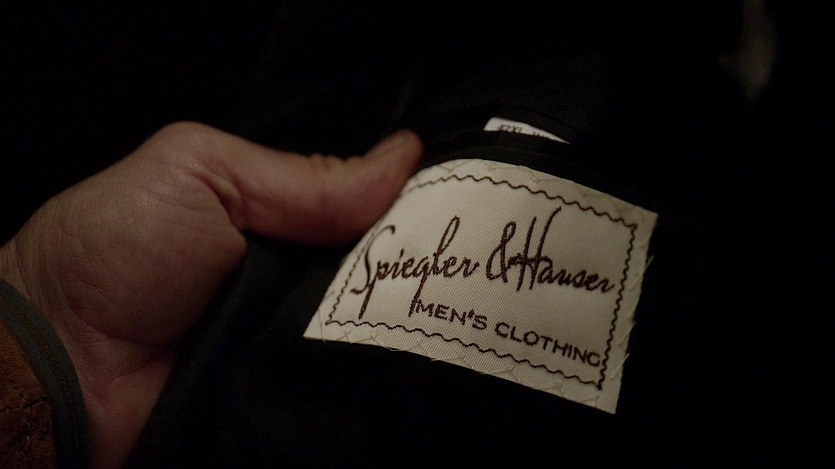 Spiegler & Hauser
MEN'S CLOTHING